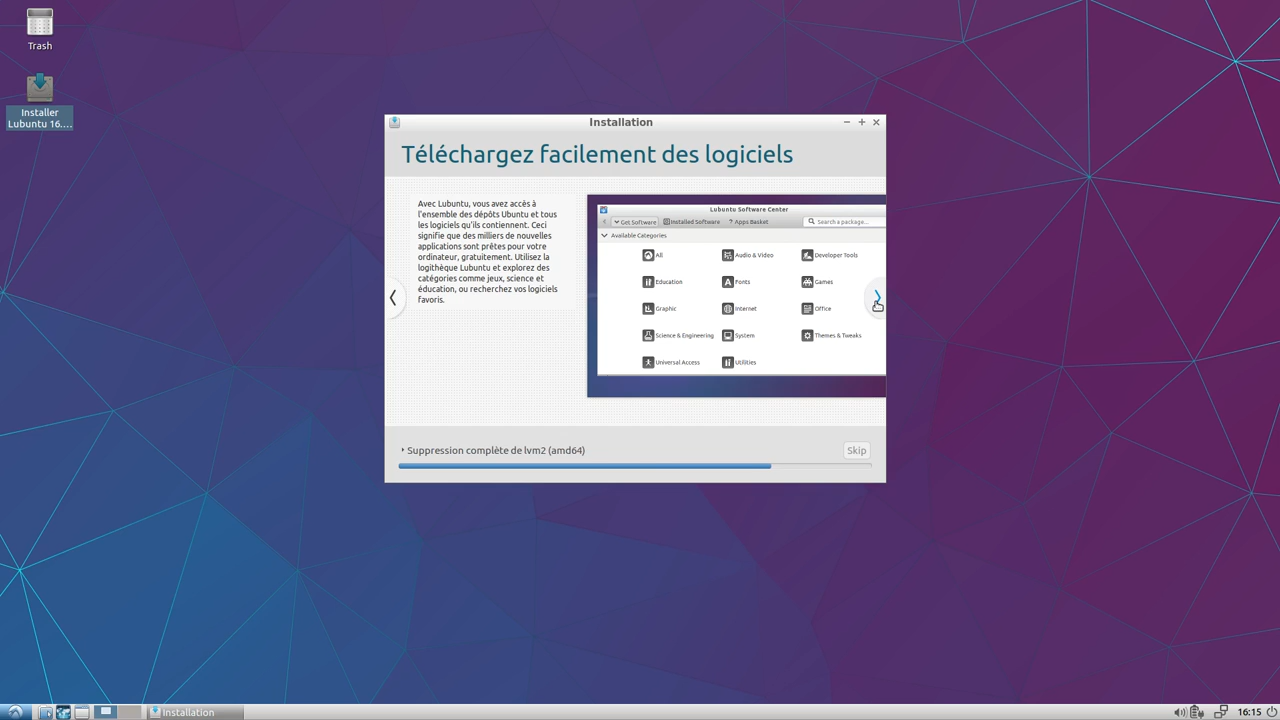 Trash
Installer
Lubuntu 16....
Installation
Téléchargez facilement des logiciels
Avec Lubuntu, vous avez accès à
l'ensemble des dépôts Ubuntu et tous
les logiciels qu'ils contiennent. Ceci
signifie que des milliers de nouvelles
applications sont prêtes pour votre
ordinateur, gratuitement. Utilisez la
logithèque Lubuntu et explorez des
catégories comme jeux, science et
éducation, ou recherchez vos logiciels
favoris.
Lubuntu Software Center
Get Software Installed Software ? Apps Basket Search a package...
Available Categories
All Audio & Video Developer Tools
Education Fonts Games
Graphic Internet Office
Science & Engineering System Themes & Tweaks
Universal Access Utilities
Suppression complète de lvm2 (amd64)
Skip
Installation
16:15